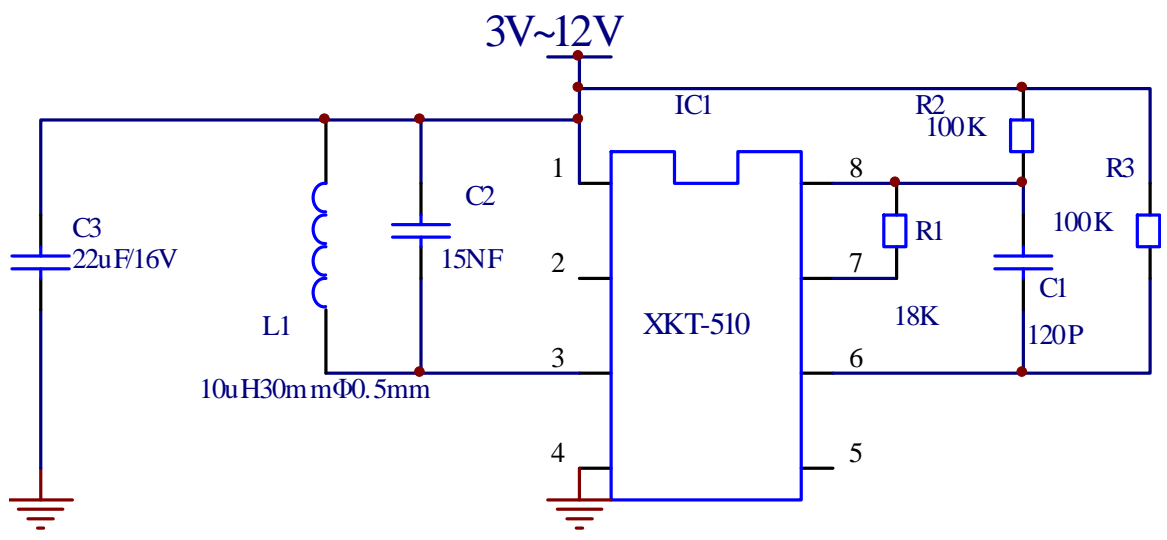 3V~12V
IC1
R2
100K
1
8
R3
C2
C3
22uF/16V
15NF
R1
100K
2
7
C1
L1
XKT-510
18K
120P
3
6
10uH30mmΦ0.5mm
4
5